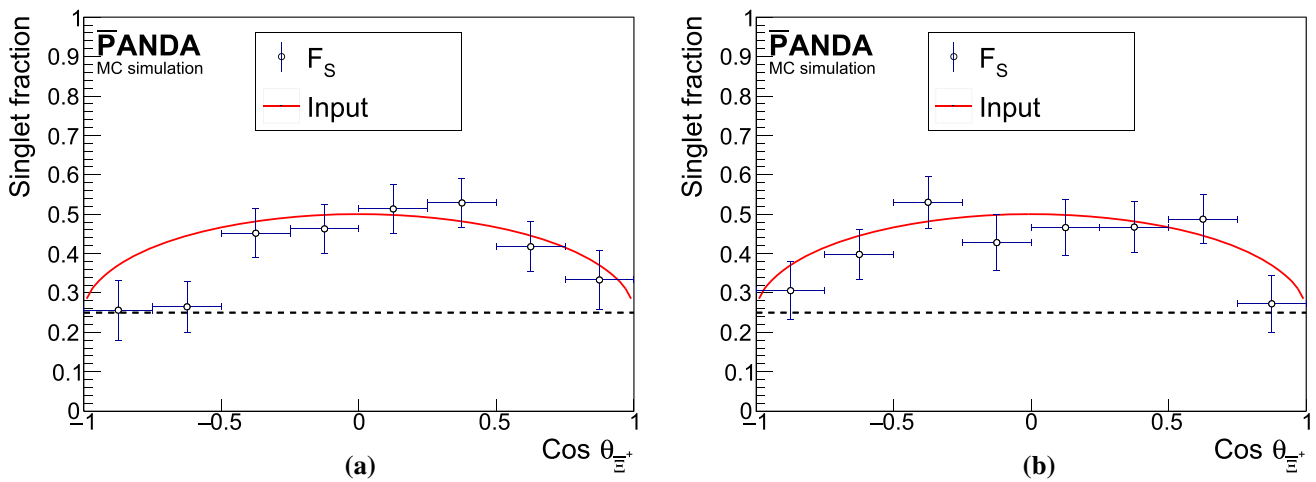 Singlet fraction
P̅ANDA
MC simulation
F_S
Input
1
0.9
0.8
0.7
0.6
0.5
0.4
0.3
0.2
0.1
0
−1
−0.5
0
0.5
1
Cos θ_Ξ̅⁺
(a)
Singlet fraction
P̅ANDA
MC simulation
F_S
Input
1
0.9
0.8
0.7
0.6
0.5
0.4
0.3
0.2
0.1
0
−1
−0.5
0
0.5
1
Cos θ_Ξ̅⁺
(b)